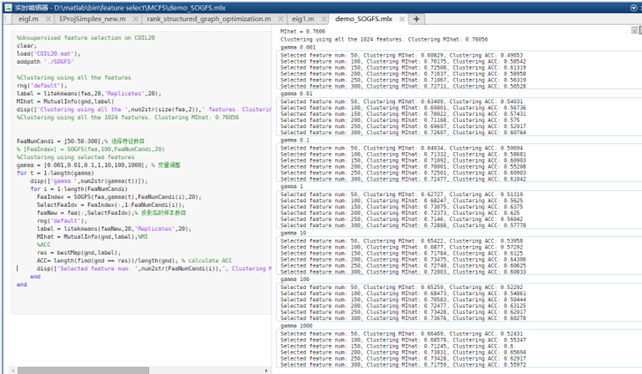 实时编辑器 - D:\matlab\bin\feature select\MCFS\demo_SOGFS.mlx
eigl.m
EProjSimplex_new.m
rank_structured_graph_optimization.m
eig1.m
demo_SOGFS.mlx
%Unsupervised feature selection on COIL20
clear;
load('COIL20.mat');
addpath './SOGFS'
%Clustering using all the features
rng('default');
label = litekmeans(fea,20,'Replicates',20);
MIhat = MutualInfo(gnd,label)
disp(['Clustering using all the ',num2str(size(fea,2)),' features. Clusterin
%Clustering using all the 1024 features. Clustering MIhat: 0.76056
FeaNumCandi = [50:50:300];% 选择特征数目
% [FeaIndex] = SOGFS(fea,100,FeaNumCandi,20)
%Clustering using selected features
gamma = [0.001,0.01,0.1,1,10,100,1000]; % 变量调整
for t = 1:length(gamma)
disp(['gamma ',num2str(gamma(t))]);
for i = 1:length(FeaNumCandi)
FeaIndex = SOGFS(fea,gamma(t),FeaNumCandi(i),20);
SelectFeaIdx = FeaIndex(:,1:FeaNumCandi(i));
feaNew = fea(:,SelectFeaIdx);
rng('default');
label = litekmeans(feaNew,20,'Replicates',20);
MIhat = MutualInfo(gnd,label);%MI
%ACC
res = bestMap(gnd,label);
ACC= length(find(gnd == res))/length(gnd); % calculate ACC
disp(['Selected feature num: ',num2str(FeaNumCandi(i)),', Clustering M
end
end
MIhat = 0.7606
Clustering using all the 1024 features. Clustering MIhat: 0.76056
gamma 0.001
Selected feature num: 50, Clustering MIhat: 0.60829, Clustering ACC: 0.49653
Selected feature num: 100, Clustering MIhat: 0.70175, Clustering ACC: 0.58542
Selected feature num: 150, Clustering MIhat: 0.72508, Clustering ACC: 0.61319
Selected feature num: 200, Clustering MIhat: 0.71637, Clustering ACC: 0.58958
Selected feature num: 250, Clustering MIhat: 0.71067, Clustering ACC: 0.56319
Selected feature num: 300, Clustering MIhat: 0.72711, Clustering ACC: 0.58528
gamma 0.01
Selected feature num: 50, Clustering MIhat: 0.63409, Clustering ACC: 0.54931
Selected feature num: 100, Clustering MIhat: 0.69801, Clustering ACC: 0.56736
Selected feature num: 150, Clustering MIhat: 0.70022, Clustering ACC: 0.57431
Selected feature num: 200, Clustering MIhat: 0.71168, Clustering ACC: 0.575
Selected feature num: 250, Clustering MIhat: 0.69697, Clustering ACC: 0.52917
Selected feature num: 300, Clustering MIhat: 0.72607, Clustering ACC: 0.60764
gamma 0.1
Selected feature num: 50, Clustering MIhat: 0.64034, Clustering ACC: 0.50694
Selected feature num: 100, Clustering MIhat: 0.71332, Clustering ACC: 0.58681
Selected feature num: 150, Clustering MIhat: 0.71092, Clustering ACC: 0.60903
Selected feature num: 200, Clustering MIhat: 0.70001, Clustering ACC: 0.55208
Selected feature num: 250, Clustering MIhat: 0.72501, Clustering ACC: 0.60903
Selected feature num: 300, Clustering MIhat: 0.72477, Clustering ACC: 0.61042
gamma 1
Selected feature num: 50, Clustering MIhat: 0.62727, Clustering ACC: 0.51319
Selected feature num: 100, Clustering MIhat: 0.68247, Clustering ACC: 0.5625
Selected feature num: 150, Clustering MIhat: 0.73075, Clustering ACC: 0.6375
Selected feature num: 200, Clustering MIhat: 0.72373, Clustering ACC: 0.625
Selected feature num: 250, Clustering MIhat: 0.7146, Clustering ACC: 0.56042
Selected feature num: 300, Clustering MIhat: 0.72888, Clustering ACC: 0.57778
gamma 10
Selected feature num: 50, Clustering MIhat: 0.65422, Clustering ACC: 0.53958
Selected feature num: 100, Clustering MIhat: 0.6877, Clustering ACC: 0.57292
Selected feature num: 150, Clustering MIhat: 0.71784, Clustering ACC: 0.6125
Selected feature num: 200, Clustering MIhat: 0.73475, Clustering ACC: 0.64306
Selected feature num: 250, Clustering MIhat: 0.72740, Clustering ACC: 0.60625
Selected feature num: 300, Clustering MIhat: 0.72803, Clustering ACC: 0.60833
gamma 100
Selected feature num: 50, Clustering MIhat: 0.65259, Clustering ACC: 0.52292
Selected feature num: 100, Clustering MIhat: 0.68473, Clustering ACC: 0.54861
Selected feature num: 150, Clustering MIhat: 0.70583, Clustering ACC: 0.59444
Selected feature num: 200, Clustering MIhat: 0.72477, Clustering ACC: 0.63125
Selected feature num: 250, Clustering MIhat: 0.73428, Clustering ACC: 0.62917
Selected feature num: 300, Clustering MIhat: 0.73676, Clustering ACC: 0.60278
gamma 1000
Selected feature num: 50, Clustering MIhat: 0.66469, Clustering ACC: 0.52431
Selected feature num: 100, Clustering MIhat: 0.68578, Clustering ACC: 0.55347
Selected feature num: 150, Clustering MIhat: 0.71245, Clustering ACC: 0.6
Selected feature num: 200, Clustering MIhat: 0.73831, Clustering ACC: 0.65694
Selected feature num: 250, Clustering MIhat: 0.73428, Clustering ACC: 0.62917
Selected feature num: 300, Clustering MIhat: 0.71759, Clustering ACC: 0.55972